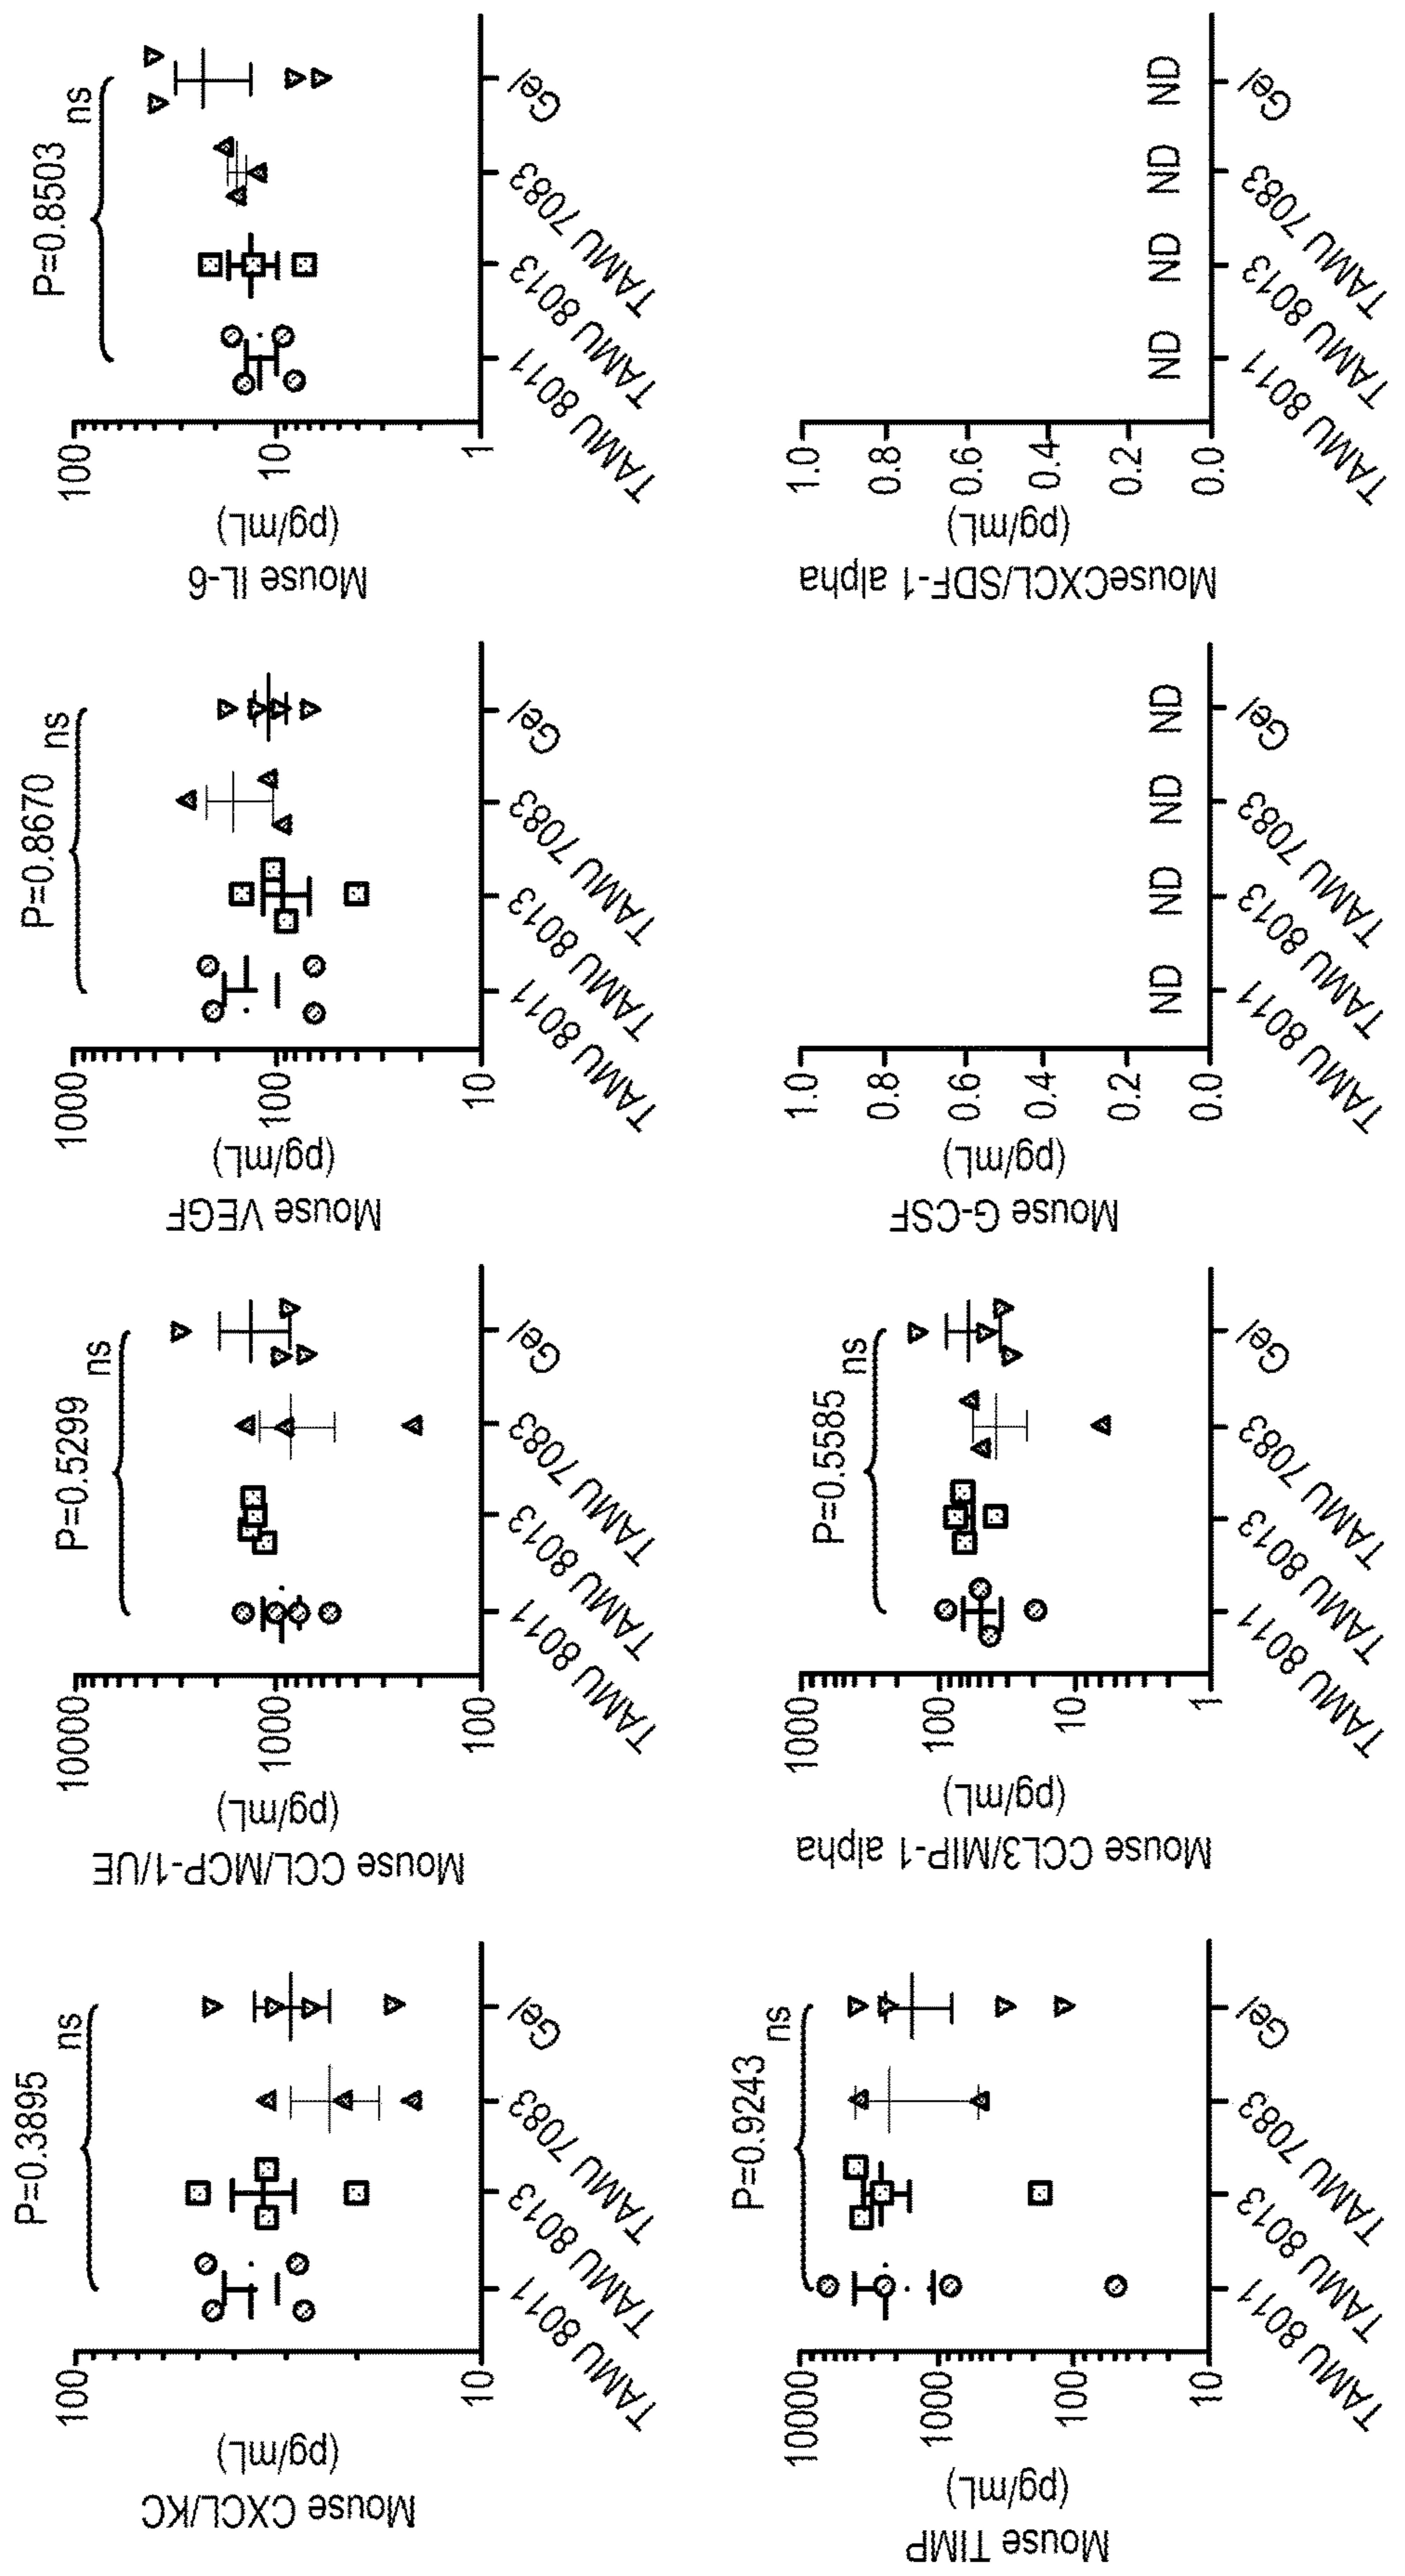 Mouse CXCL/KC
(pg/mL)
100
10
P=0.3895
ns
TAMU 8011
TAMU 8013
TAMU 7083
Gel
Mouse CCL/MCP-1/UE
(pg/mL)
10000
1000
100
P=0.5299
ns
TAMU 8011
TAMU 8013
TAMU 7083
Gel
Mouse VEGF
(pg/mL)
1000
100
10
P=0.8670
ns
TAMU 8011
TAMU 8013
TAMU 7083
Gel
Mouse IL-6
(pg/mL)
100
10
1
P=0.8503
ns
TAMU 8011
TAMU 8013
TAMU 7083
Gel
Mouse TIMP
(pg/mL)
10000
1000
100
10
P=0.9243
ns
TAMU 8011
TAMU 8013
TAMU 7083
Gel
Mouse CCL3/MIP-1 alpha
(pg/mL)
1000
100
10
1
P=0.5585
ns
TAMU 8011
TAMU 8013
TAMU 7083
Gel
Mouse G-CSF
(pg/mL)
1.0
0.8
0.6
0.4
0.2
0.0
ND ND ND ND
TAMU 8011
TAMU 8013
TAMU 7083
Gel
MouseCXCL/SDF-1 alpha
(pg/mL)
1.0
0.8
0.6
0.4
0.2
0.0
ND ND ND ND
TAMU 8011
TAMU 8013
TAMU 7083
Gel